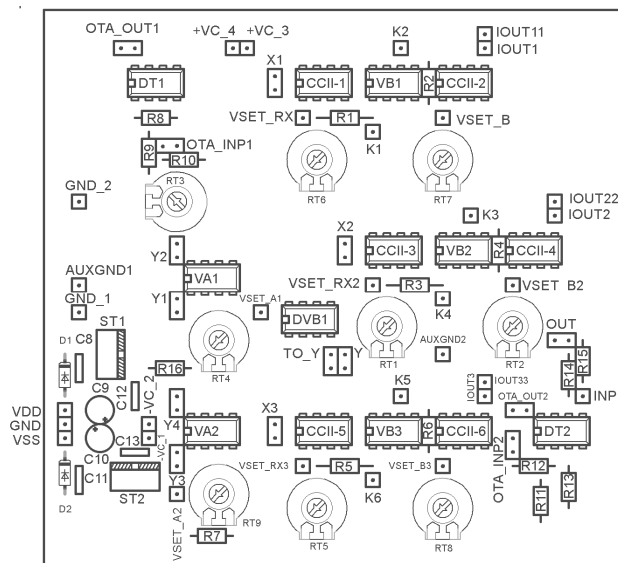 OTA_OUT1
+VC_4
+VC_3
K2
IOUT11
IOUT1
X1
DT1
CCII-1
VB1
R2
CCII-2
R8
VSET_RX
R1
VSET_B
K1
R9
OTA_INP1
R10
RT3
RT6
RT7
GND_2
IOUT22
IOUT2
K3
X2
Y2
CCII-3
VB2
R4
CCII-4
VA1
AUXGND1
VSET_RX2
R3
VSET_B2
Y1
VSET_A1
K4
GND_1
ST1
DVB1
OUT
D1
C8
AUXGND2
TO_Y
Y
RT1
RT2
R14
R15
R16
RT4
-VC_2
C12
C9
K5
IOUT3
IOUT33
OTA_OUT2
INP
VDD
GND
VSS
Y4
X3
VA2
CCII-5
VB3
R6
CCII-6
DT2
C10
C13
-VC_1
OTA_INP2
C11
ST2
Y3
VSET_RX3
R5
VSET_B3
R12
K6
R11
R13
D2
VSET_A2
RT9
R7
RT5
RT8